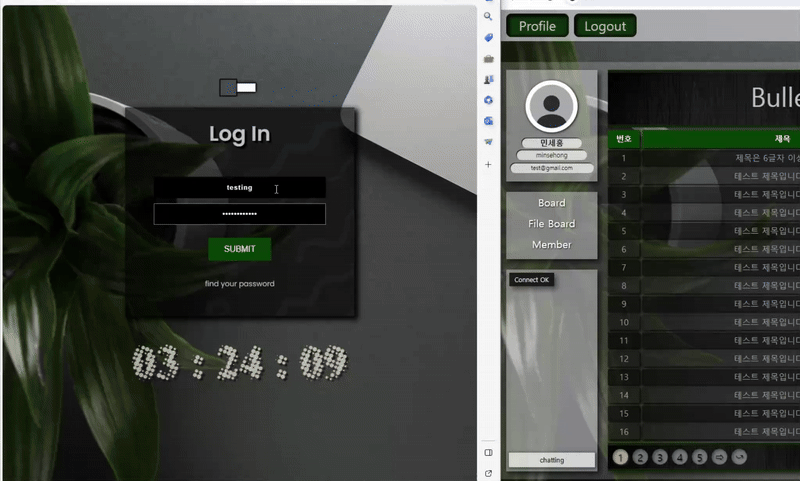 Log In
testing
••••••••••••
SUBMIT
find your password
03:24:09
Profile
Logout
민세홍
minsehong
test@gmail.com
Board
File Board
Member
Connect OK
chatting
Bulle
번호 제목
1 제목은 6글자 이상
2 테스트 제목입니다
3 테스트 제목입니다
4 테스트 제목입니다
5 테스트 제목입니다
6 테스트 제목입니다
7 테스트 제목입니다
8 테스트 제목입니다
9 테스트 제목입니다
10 테스트 제목입니다
11 테스트 제목입니다
12 테스트 제목입니다
13 테스트 제목입니다
14 테스트 제목입니다
15 테스트 제목입니다
16 테스트 제목입니다
1 2 3 4 5